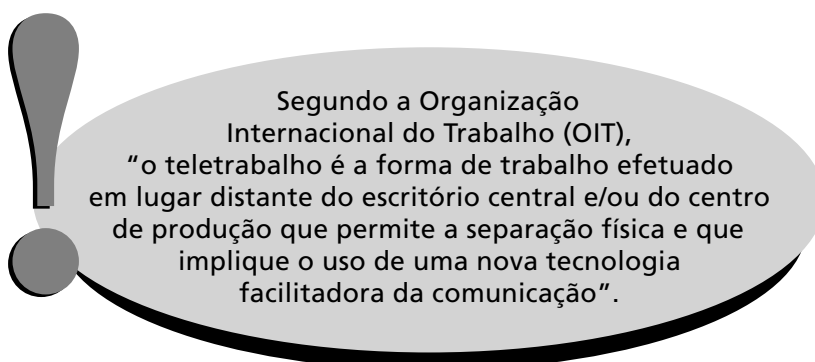 Segundo a Organização
Internacional do Trabalho (OIT),
“o teletrabalho é a forma de trabalho efetuado
em lugar distante do escritório central e/ou do centro
de produção que permite a separação física e que
implique o uso de uma nova tecnologia
facilitadora da comunicação”.